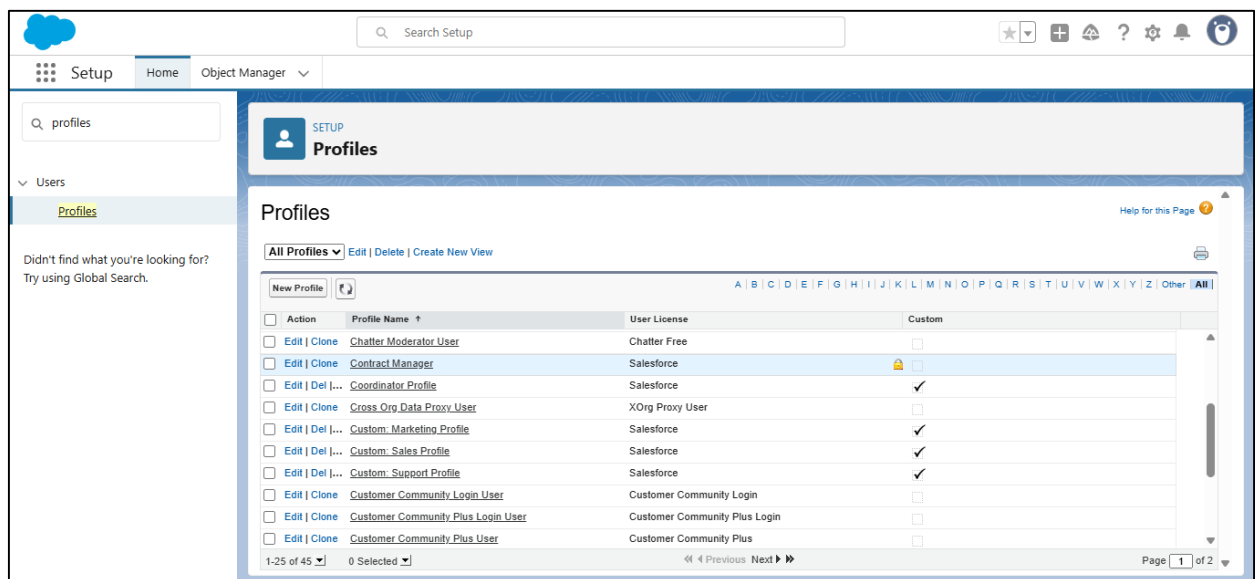 Search Setup
Setup Home Object Manager
profiles
SETUP
Profiles
Users
Profiles
Didn't find what you're looking for?
Try using Global Search.
Profiles
Help for this Page ?
All Profiles Edit | Delete | Create New View
New Profile A | B | C | D | E | F | G | H | I | J | K | L | M | N | O | P | Q | R | S | T | U | V | W | X | Y | Z | Other | All
Action Profile Name ↑ User License Custom
Edit | Clone Chatter Moderator User Chatter Free
Edit | Clone Contract Manager Salesforce
Edit | Del |... Coordinator Profile Salesforce ✓
Edit | Clone Cross Org Data Proxy User XOrg Proxy User
Edit | Del |... Custom: Marketing Profile Salesforce ✓
Edit | Del |... Custom: Sales Profile Salesforce ✓
Edit | Del |... Custom: Support Profile Salesforce ✓
Edit | Clone Customer Community Login User Customer Community Login
Edit | Clone Customer Community Plus Login User Customer Community Plus Login
Edit | Clone Customer Community Plus User Customer Community Plus
1-25 of 45 0 Selected Previous Next Page 1 of 2